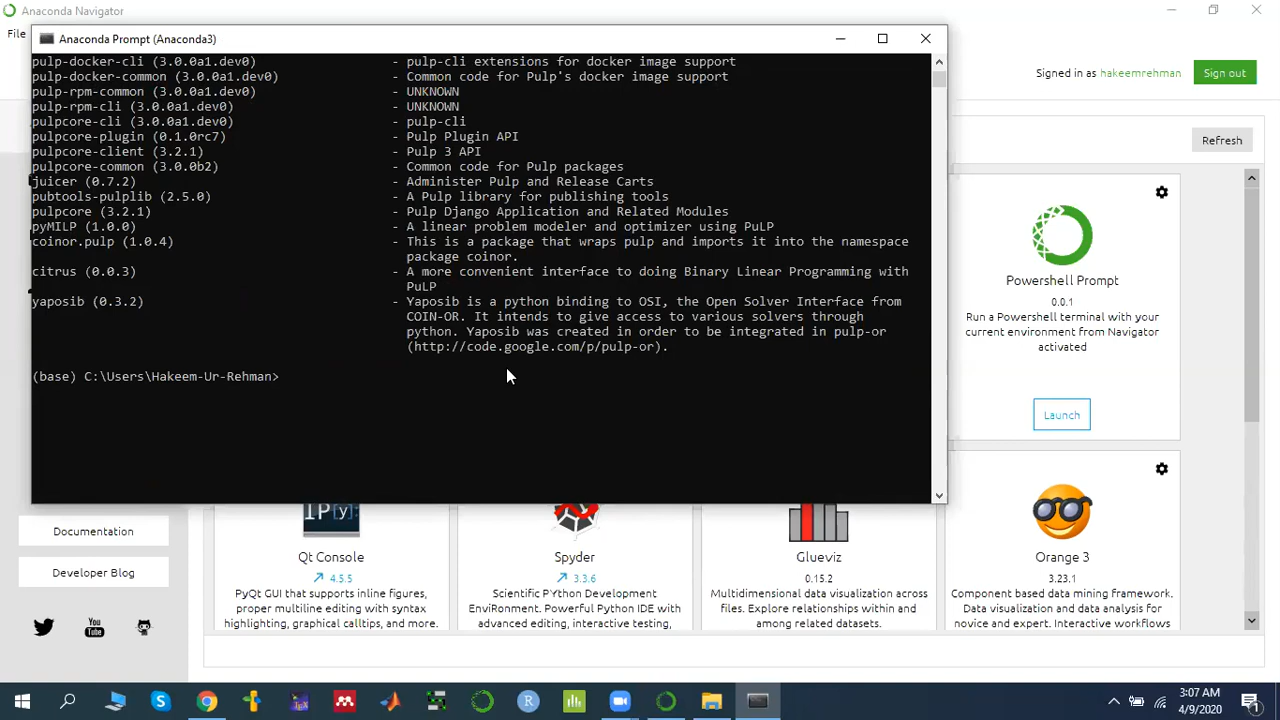 Anaconda Navigator
File
Anaconda Prompt (Anaconda3)
pulp-docker-cli (3.0.0a1.dev0) - pulp-cli extensions for docker image support
pulp-docker-common (3.0.0a1.dev0) - Common code for Pulp's docker image support
pulp-rpm-common (3.0.0a1.dev0) - UNKNOWN
pulp-rpm-cli (3.0.0a1.dev0) - UNKNOWN
pulpcore-cli (3.0.0a1.dev0) - pulp-cli
pulpcore-plugin (0.1.0rc7) - Pulp Plugin API
pulpcore-client (3.2.1) - Pulp 3 API
pulpcore-common (3.0.0b2) - Common code for Pulp packages
juicer (0.7.2) - Administer Pulp and Release Carts
pubtools-pulplib (2.5.0) - A Pulp library for publishing tools
pulpcore (3.2.1) - Pulp Django Application and Related Modules
pyMILP (1.0.0) - A linear problem modeler and optimizer using PuLP
coinor.pulp (1.0.4) - This is a package that wraps pulp and imports it into the namespace
package coinor.
citrus (0.0.3) - A more convenient interface to doing Binary Linear Programming with
PuLP
yaposib (0.3.2) - Yaposib is a python binding to OSI, the Open Solver Interface from
COIN-OR. It intends to give access to various solvers through
python. Yaposib was created in order to be integrated in pulp-or
(http://code.google.com/p/pulp-or).
(base) C:\Users\Hakeem-Ur-Rehman>
Signed in as hakeemrehman
Sign out
Refresh
Powershell Prompt
0.0.1
Run a Powershell terminal with your
current environment from Navigator
activated
Launch
Documentation
Developer Blog
IP[y]:
Qt Console
4.5.5
PyQt GUI that supports inline figures,
proper multiline editing with syntax
highlighting, graphical calltips, and more.
Spyder
3.3.6
Scientific PYthon Development
EnviRonment. Powerful Python IDE with
advanced editing, interactive testing,
Glueviz
0.15.2
Multidimensional data visualization across
files. Explore relationships within and
among related datasets.
Orange 3
3.23.1
Component based data mining framework.
Data visualization and data analysis for
novice and expert. Interactive workflows
You
Tube
R
3:07 AM
4/9/2020
1